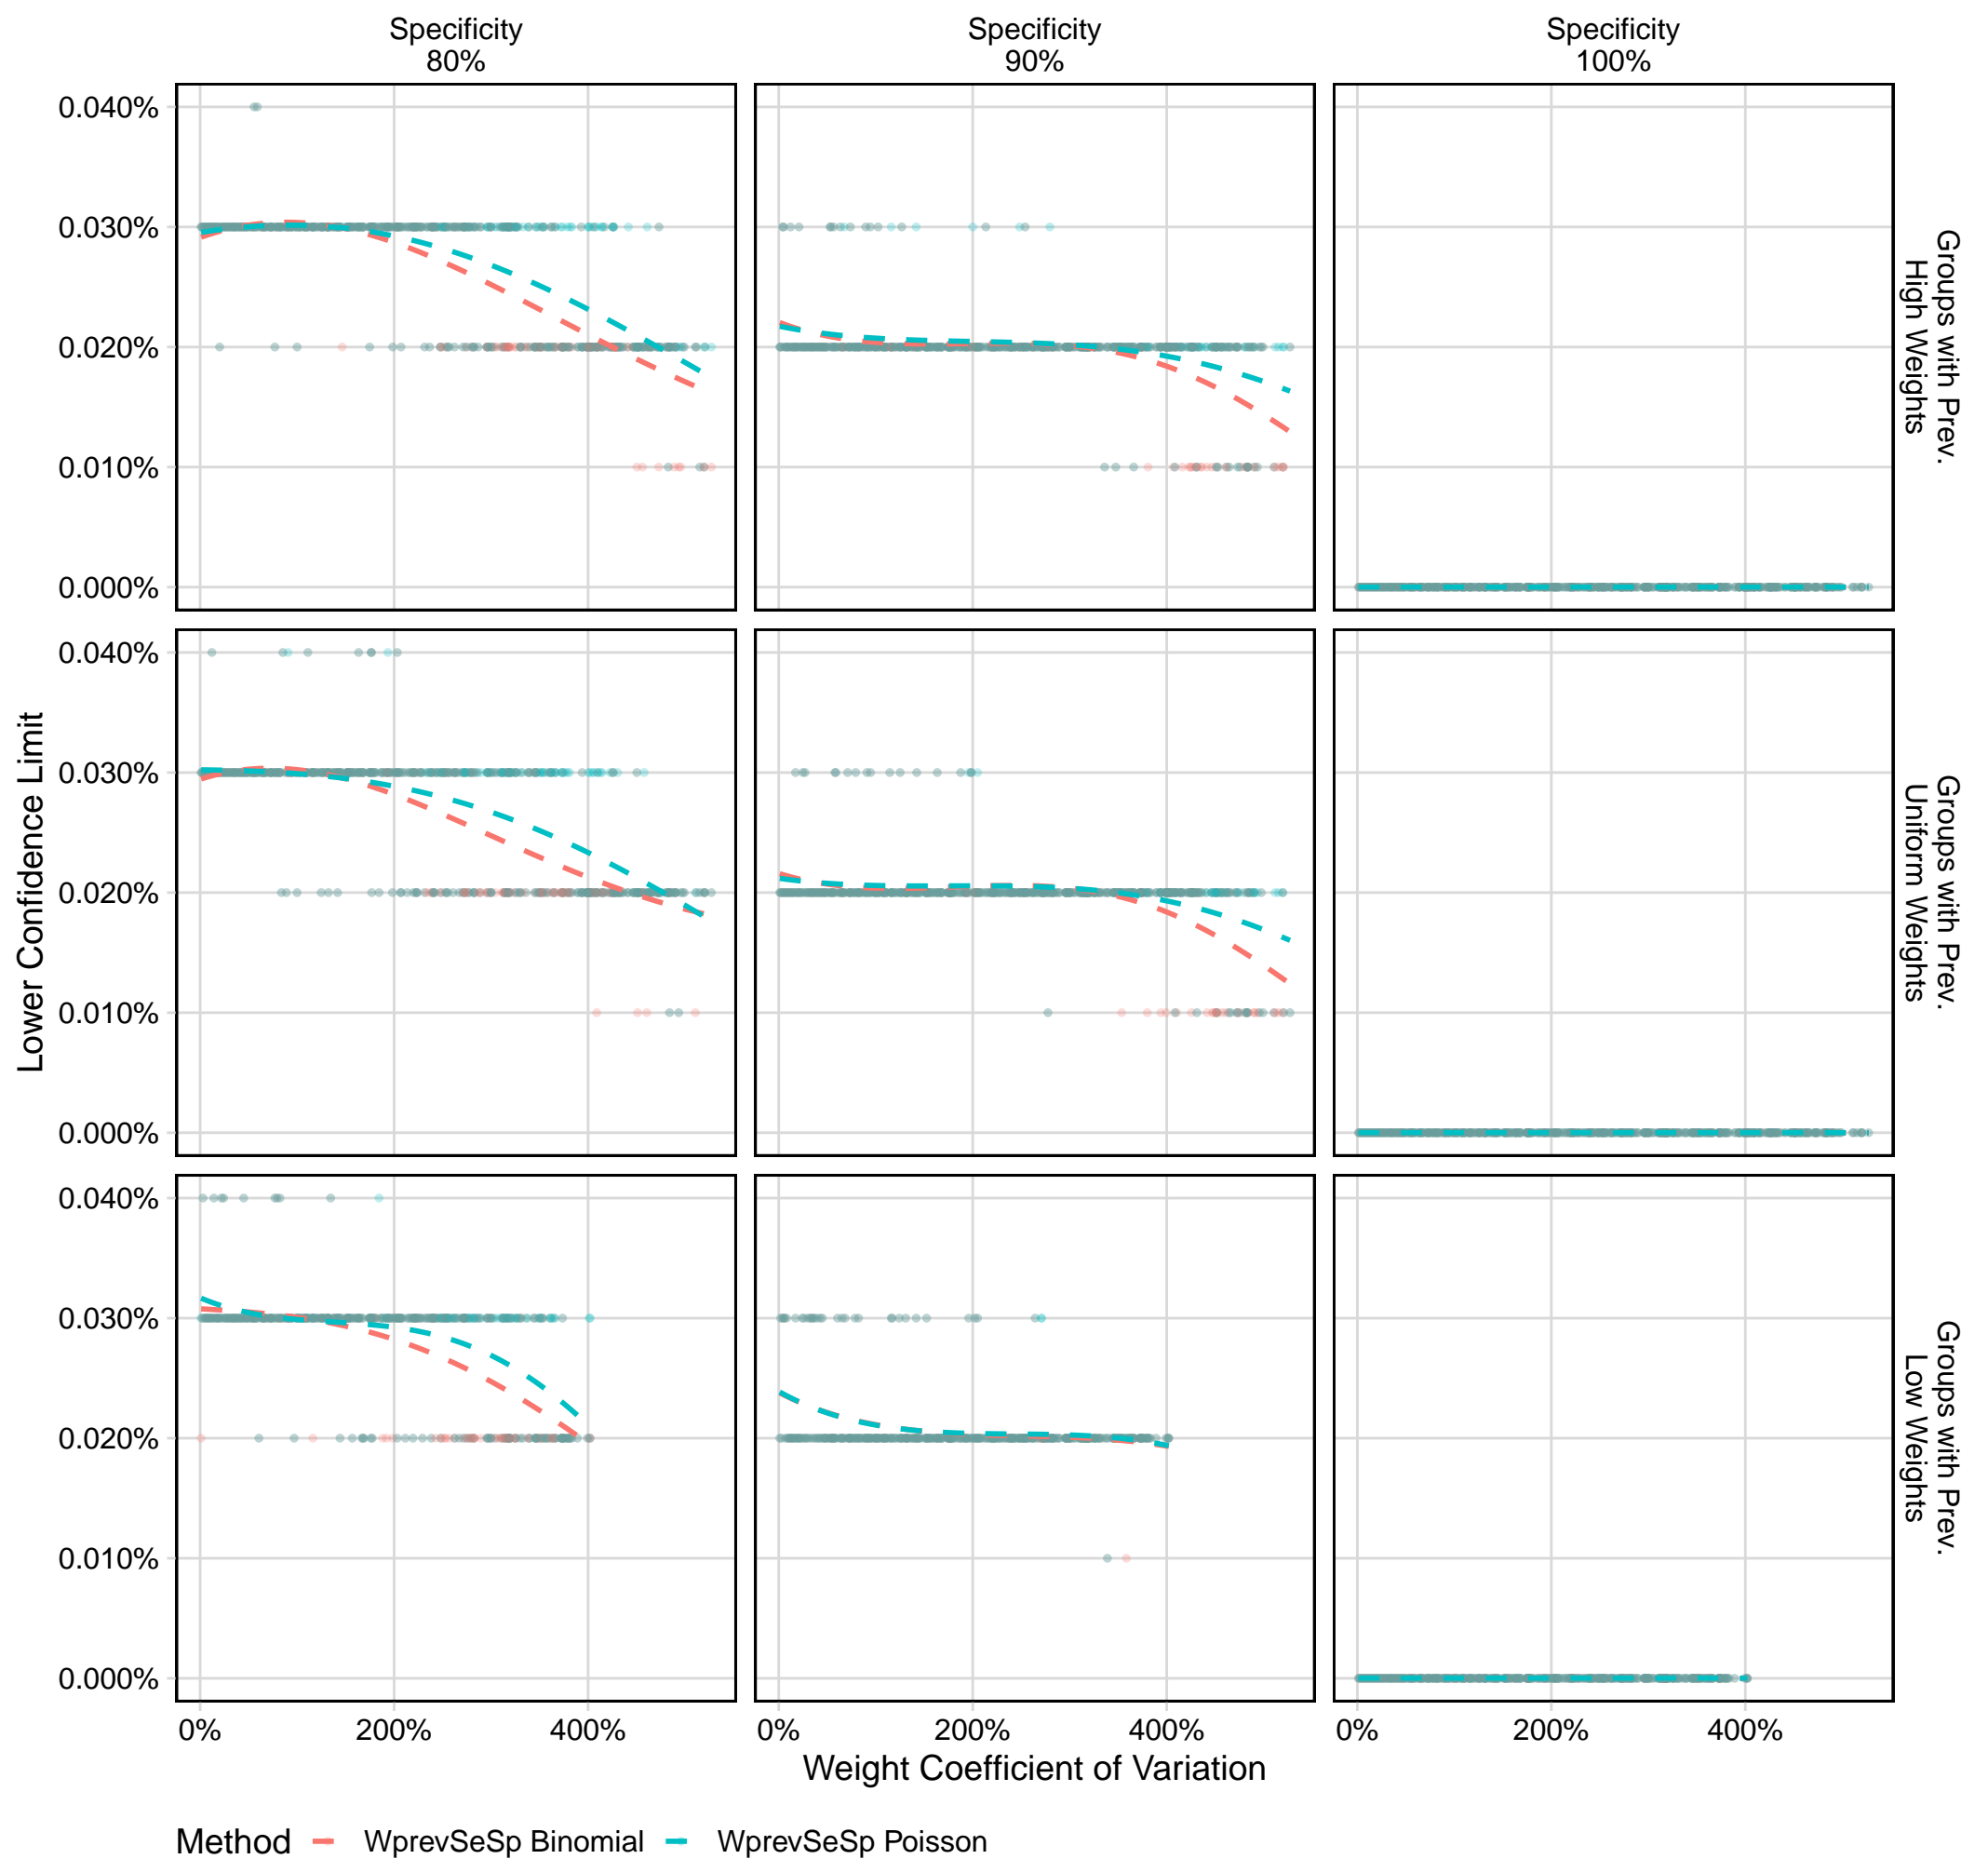 Specificity
80%
Specificity
90%
Specificity
100%
0.040%
0.030%
0.020%
0.010%
0.000%
Groups with Prev.
High Weights
0.040%
0.030%
0.020%
0.010%
0.000%
Groups with Prev.
Uniform Weights
0.040%
0.030%
0.020%
0.010%
0.000%
Groups with Prev.
Low Weights
Lower Confidence Limit
0% 200% 400%
0% 200% 400%
0% 200% 400%
Weight Coefficient of Variation
Method WprevSeSp Binomial WprevSeSp Poisson